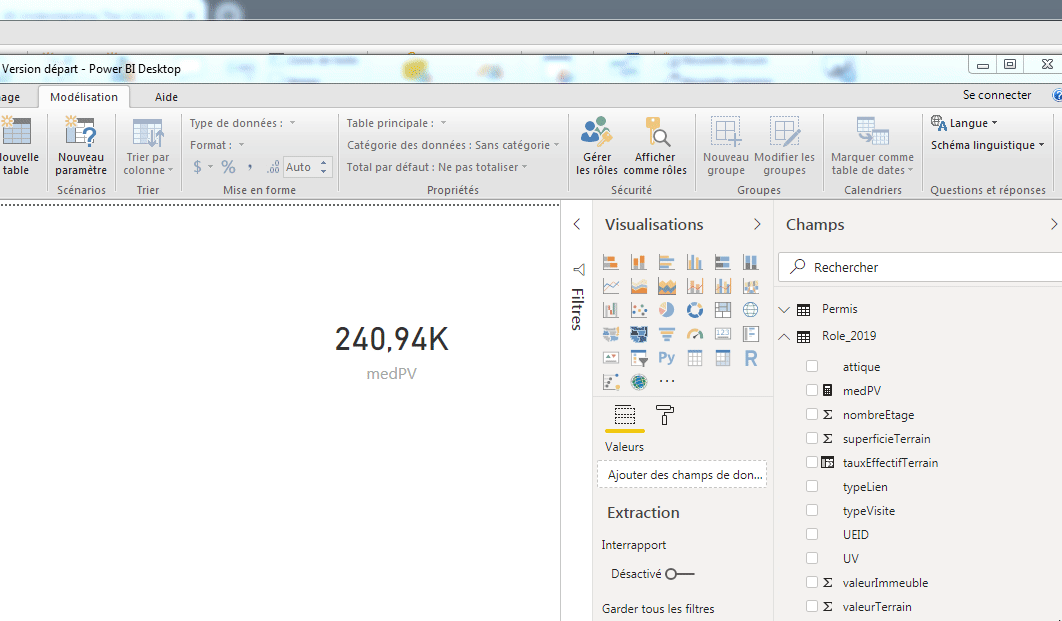 Version départ - Power BI Desktop
Modélisation
Aide
Se connecter
Nouveau paramètre
Scénarios
Trier par colonne
Trier
Type de données :
Format :
$ % , .00 Auto
Mise en forme
Table principale :
Catégorie des données : Sans catégorie
Total par défaut : Ne pas totaliser
Propriétés
Gérer les rôles
Afficher comme rôles
Sécurité
Nouveau groupe
Modifier les groupes
Groupes
Marquer comme table de dates
Calendriers
Langue
Schéma linguistique
Questions et réponses
table
240,94K
medPV
Filtres
Visualisations
123
Py
R
Valeurs
Ajouter des champs de don...
Extraction
Interrapport
Désactivé
Garder tous les filtres
Champs
Rechercher
Permis
Role_2019
attique
medPV
nombreEtage
superficieTerrain
tauxEffectifTerrain
typeLien
typeVisite
UEID
UV
valeurImmeuble
valeurTerrain